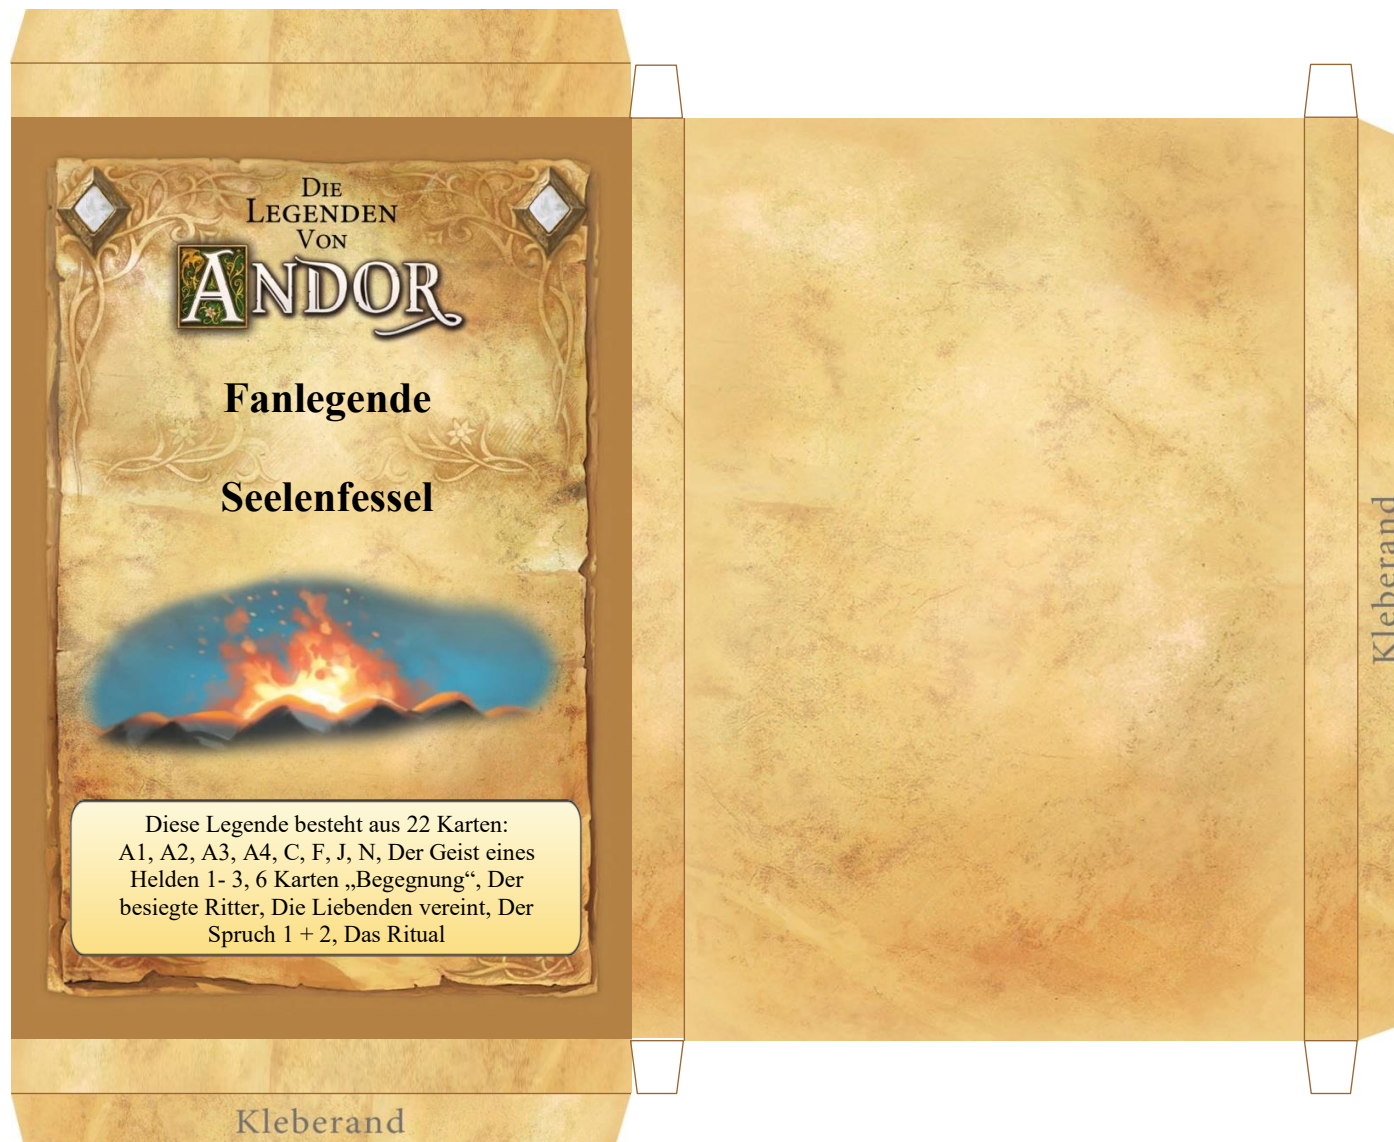 DIE
LEGENDEN
VON
ANDOR
Fanlegende
Seelenfessel
Diese Legende besteht aus 22 Karten:
A1, A2, A3, A4, C, F, J, N, Der Geist eines
Helden 1- 3, 6 Karten „Begegnung“, Der
besiegte Ritter, Die Liebenden vereint, Der
Spruch 1 + 2, Das Ritual
Kleberand
Kleberand